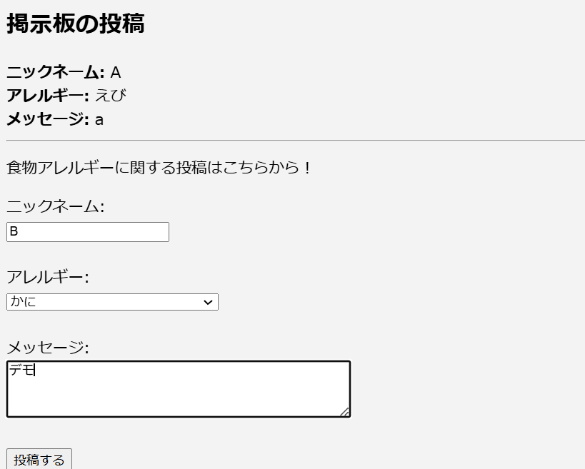 掲示板の投稿
ニックネーム: A
アレルギー: えび
メッセージ: a
食物アレルギーに関する投稿はこちらから！
ニックネーム:
B
アレルギー:
かに
メッセージ:
デモ
投稿する